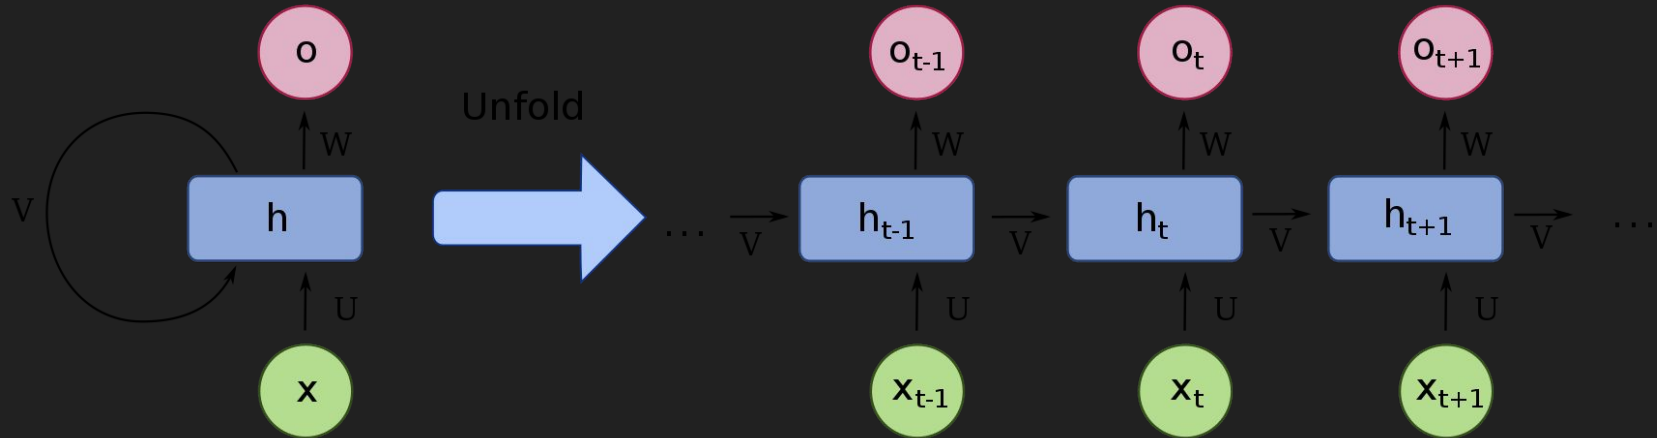 o
o_t-1
o_t
o_t+1
Unfold
W
W
W
W
V
h
...
V
h_t-1
V
h_t
V
h_t+1
V
...
U
U
U
U
x
x_t-1
x_t
x_t+1